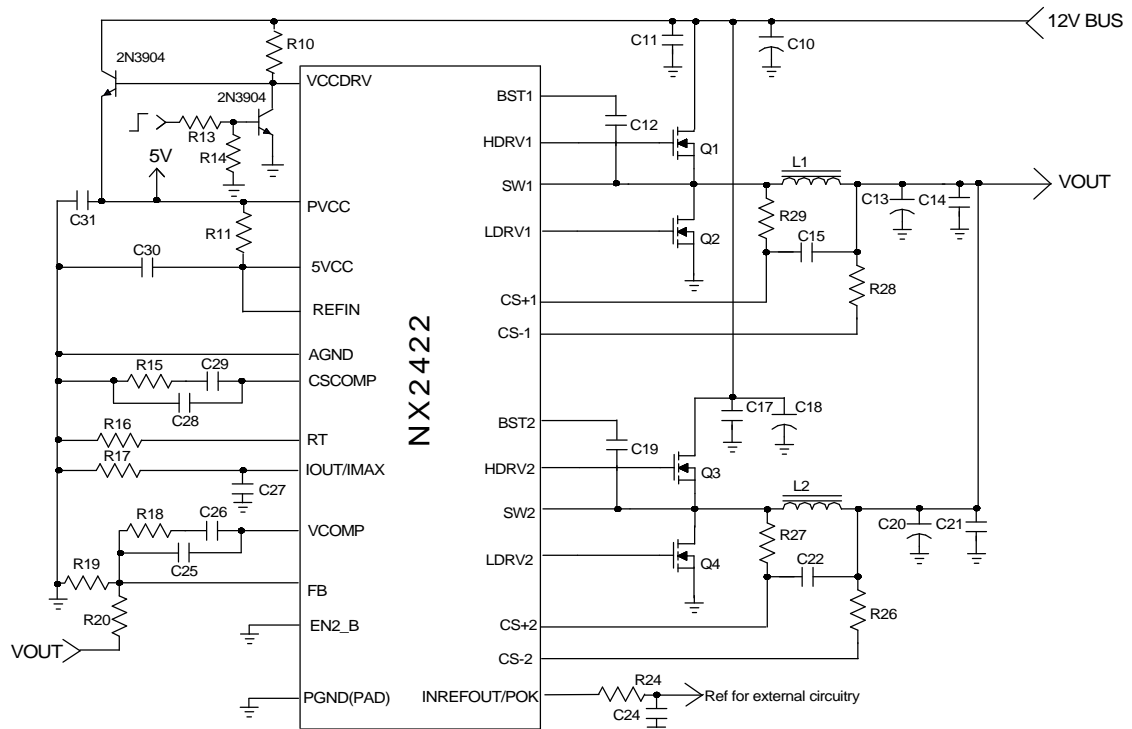 12V BUS
C11
C10
R10
2N3904
VCCDRV
2N3904
R13
R14
5V
C31
PVCC
R11
C30
5VCC
REFIN
AGND
R15
C29
CSCOMP
C28
R16
RT
R17
IOUT/IMAX
C27
R18
C26
VCOMP
C25
R19
FB
R20
EN2_B
VOUT
PGND(PAD)
NX2422
BST1
C12
HDRV1
Q1
SW1
L1
VOUT
C13
C14
R29
C15
LDRV1
Q2
R28
CS+1
CS-1
C17
C18
BST2
C19
HDRV2
Q3
SW2
L2
C20
C21
R27
C22
LDRV2
Q4
R26
CS+2
CS-2
INREFOUT/POK
R24
C24
Ref for external circuitry